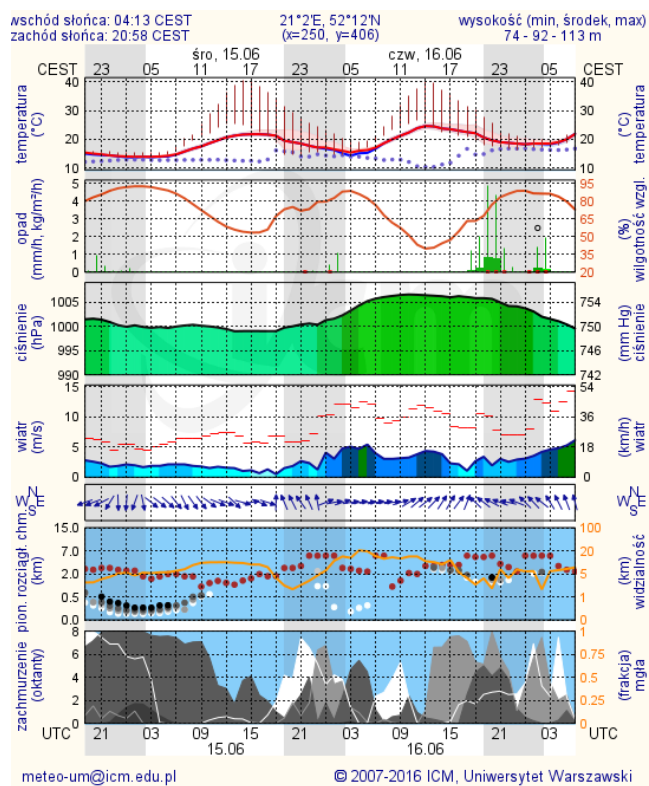 wschód słońca: 04:13 CEST 21°2'E, 52°12'N wysokość (min, środek, max)
zachód słońca: 20:58 CEST (x=250, y=406) 74 - 92 - 113 m
śro, 15.06 czw, 16.06
CEST 23 05 11 17 23 05 11 17 23 05 CEST
temperatura (°C)
40 40
30 30
20 20
10 10
temperatura (°C)
opad (mm/h, kg/m²/h)
5 95
4 80
3 65
2 50
1 35
0 20
(%) wilgotność wzgl.
ciśnienie (hPa)
1005 754
1000 750
995 746
990 742
(mm Hg) ciśnienie
wiatr (m/s)
15 54
10 36
5 18
0 0
(km/h) wiatr
N
W E
S
N
W E
S
pion. rozciągł. chm. (km)
15.0 100
7.0 20
2.0 5
0.5 1
0.0 0
(km) widzialność
zachmurzenie (oktanty)
8 1
6 0.75
4 0.5
2 0.25
0 0
(frakcja) mgła
UTC 21 03 09 15 21 03 09 15 21 03 UTC
15.06 16.06
meteo-um@icm.edu.pl © 2007-2016 ICM, Uniwersytet Warszawski